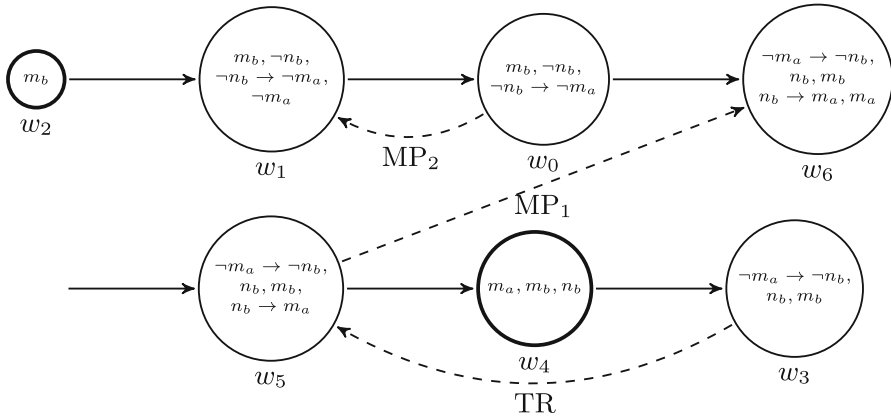 m_b
w_2
m_b, ¬n_b,
¬n_b → ¬m_a,
¬m_a
w_1
MP_2
m_b, ¬n_b,
¬n_b → ¬m_a
w_0
¬m_a → ¬n_b,
n_b, m_b
n_b → m_a, m_a
w_6
MP_1
¬m_a → ¬n_b,
n_b, m_b,
n_b → m_a
w_5
m_a, m_b, n_b
w_4
¬m_a → ¬n_b,
n_b, m_b
w_3
TR